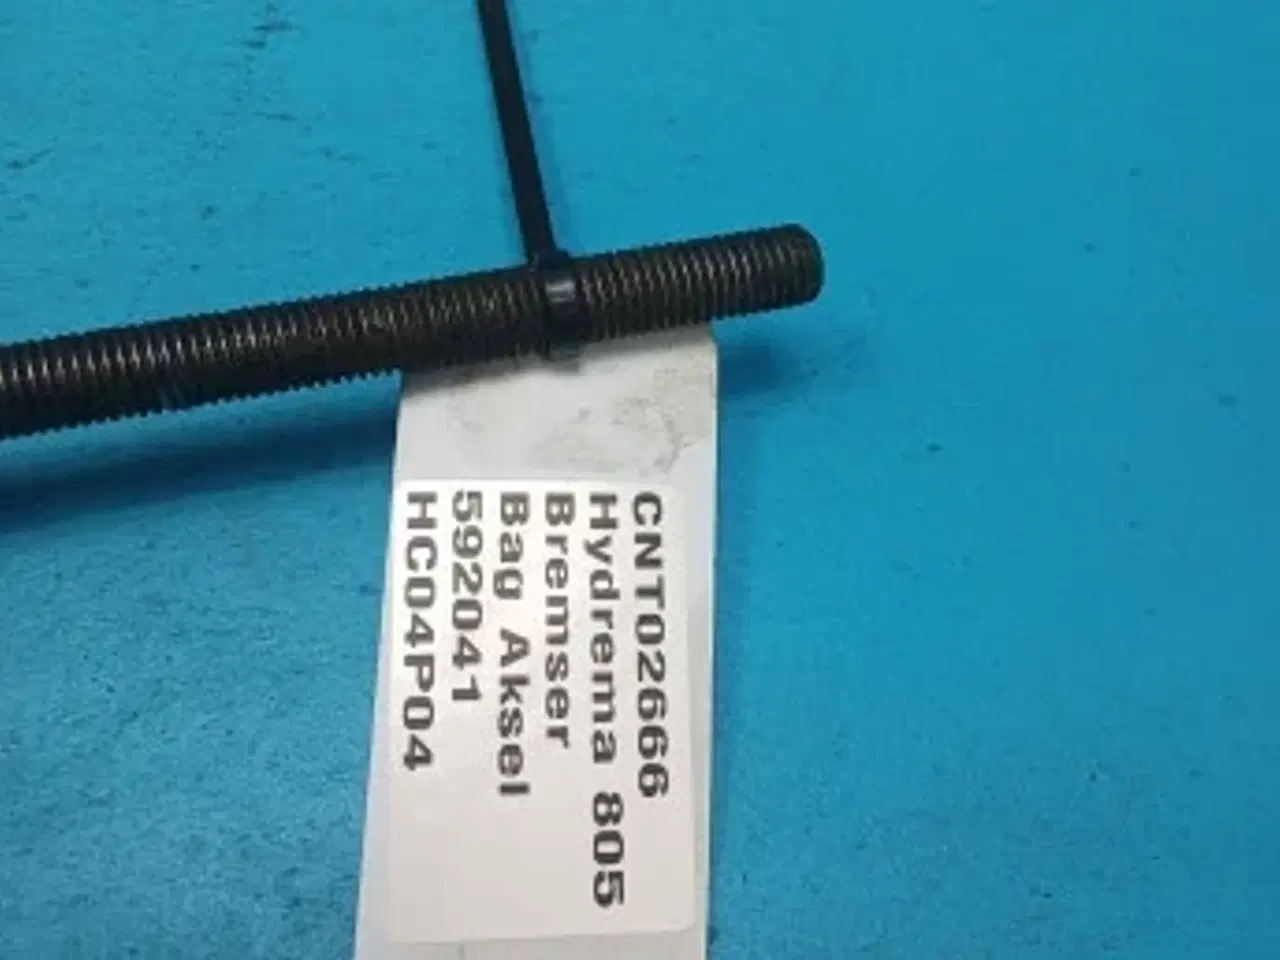 CNT02666
Hydrema 805
Bremser
Bag Aksel
592041
HC04P04